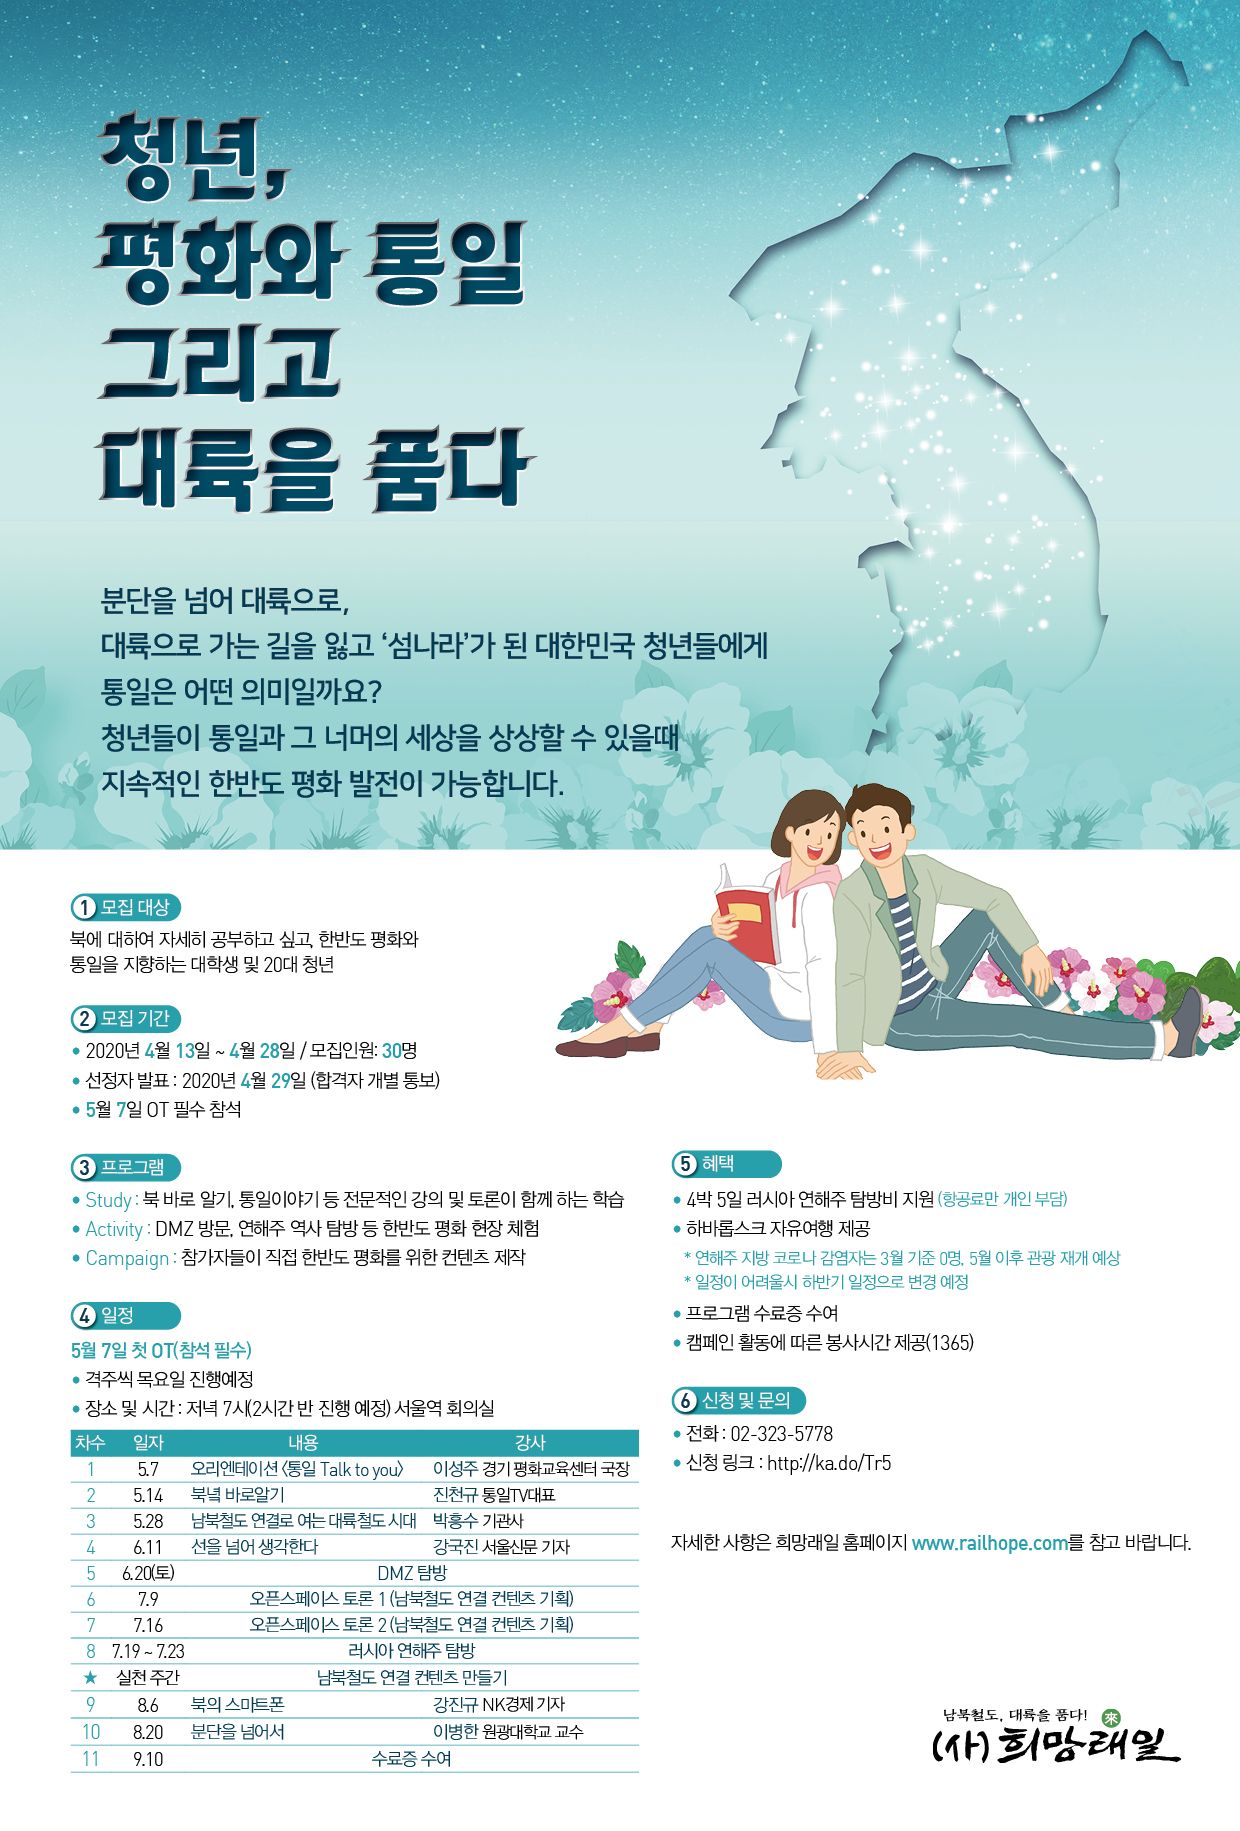 청년,
평화와 통일
그리고
대륙을 품다
분단을 넘어 대륙으로,
대륙으로 가는 길을 잃고 ‘섬나라’가 된 대한민국 청년들에게
통일은 어떤 의미일까요?
청년들이 통일과 그 너머의 세상을 상상할 수 있을때
지속적인 한반도 평화 발전이 가능합니다.
1 모집 대상
북에 대하여 자세히 공부하고 싶고, 한반도 평화와
통일을 지향하는 대학생 및 20대 청년
2 모집 기간
• 2020년 4월 13일 ~ 4월 28일 / 모집인원: 30명
• 선정자 발표 : 2020년 4월 29일 (합격자 개별 통보)
• 5월 7일 OT 필수 참석
3 프로그램
• Study : 북 바로 알기, 통일이야기 등 전문적인 강의 및 토론이 함께 하는 학습
• Activity : DMZ 방문, 연해주 역사 탐방 등 한반도 평화 현장 체험
• Campaign : 참가자들이 직접 한반도 평화를 위한 컨텐츠 제작
4 일정
5월 7일 첫 OT(참석 필수)
• 격주씩 목요일 진행예정
• 장소 및 시간 : 저녁 7시(2시간 반 진행 예정) 서울역 회의실
차수 일자 내용 강사
1 5.7 오리엔테이션 〈통일 Talk to you〉 이성주 경기 평화교육센터 국장
2 5.14 북녘 바로알기 진천규 통일TV대표
3 5.28 남북철도 연결로 여는 대륙철도 시대 박흥수 기관사
4 6.11 선을 넘어 생각한다 강국진 서울신문 기자
5 6.20(토) DMZ 탐방
6 7.9 오픈스페이스 토론 1 (남북철도 연결 컨텐츠 기획)
7 7.16 오픈스페이스 토론 2 (남북철도 연결 컨텐츠 기획)
8 7.19 ~ 7.23 러시아 연해주 탐방
★ 실천 주간 남북철도 연결 컨텐츠 만들기
9 8.6 북의 스마트폰 강진규 NK경제 기자
10 8.20 분단을 넘어서 이병한 원광대학교 교수
11 9.10 수료증 수여
5 혜택
• 4박 5일 러시아 연해주 탐방비 지원 (항공료만 개인 부담)
• 하바롭스크 자유여행 제공
* 연해주 지방 코로나 감염자는 3월 기준 0명, 5월 이후 관광 재개 예상
* 일정이 어려울시 하반기 일정으로 변경 예정
• 프로그램 수료증 수여
• 캠페인 활동에 따른 봉사시간 제공(1365)
6 신청 및 문의
• 전화 : 02-323-5778
• 신청 링크 : http://ka.do/Tr5
자세한 사항은 희망래일 홈페이지 www.railhope.com를 참고 바랍니다.
남북철도, 대륙을 품다! 來
(사)희망래일